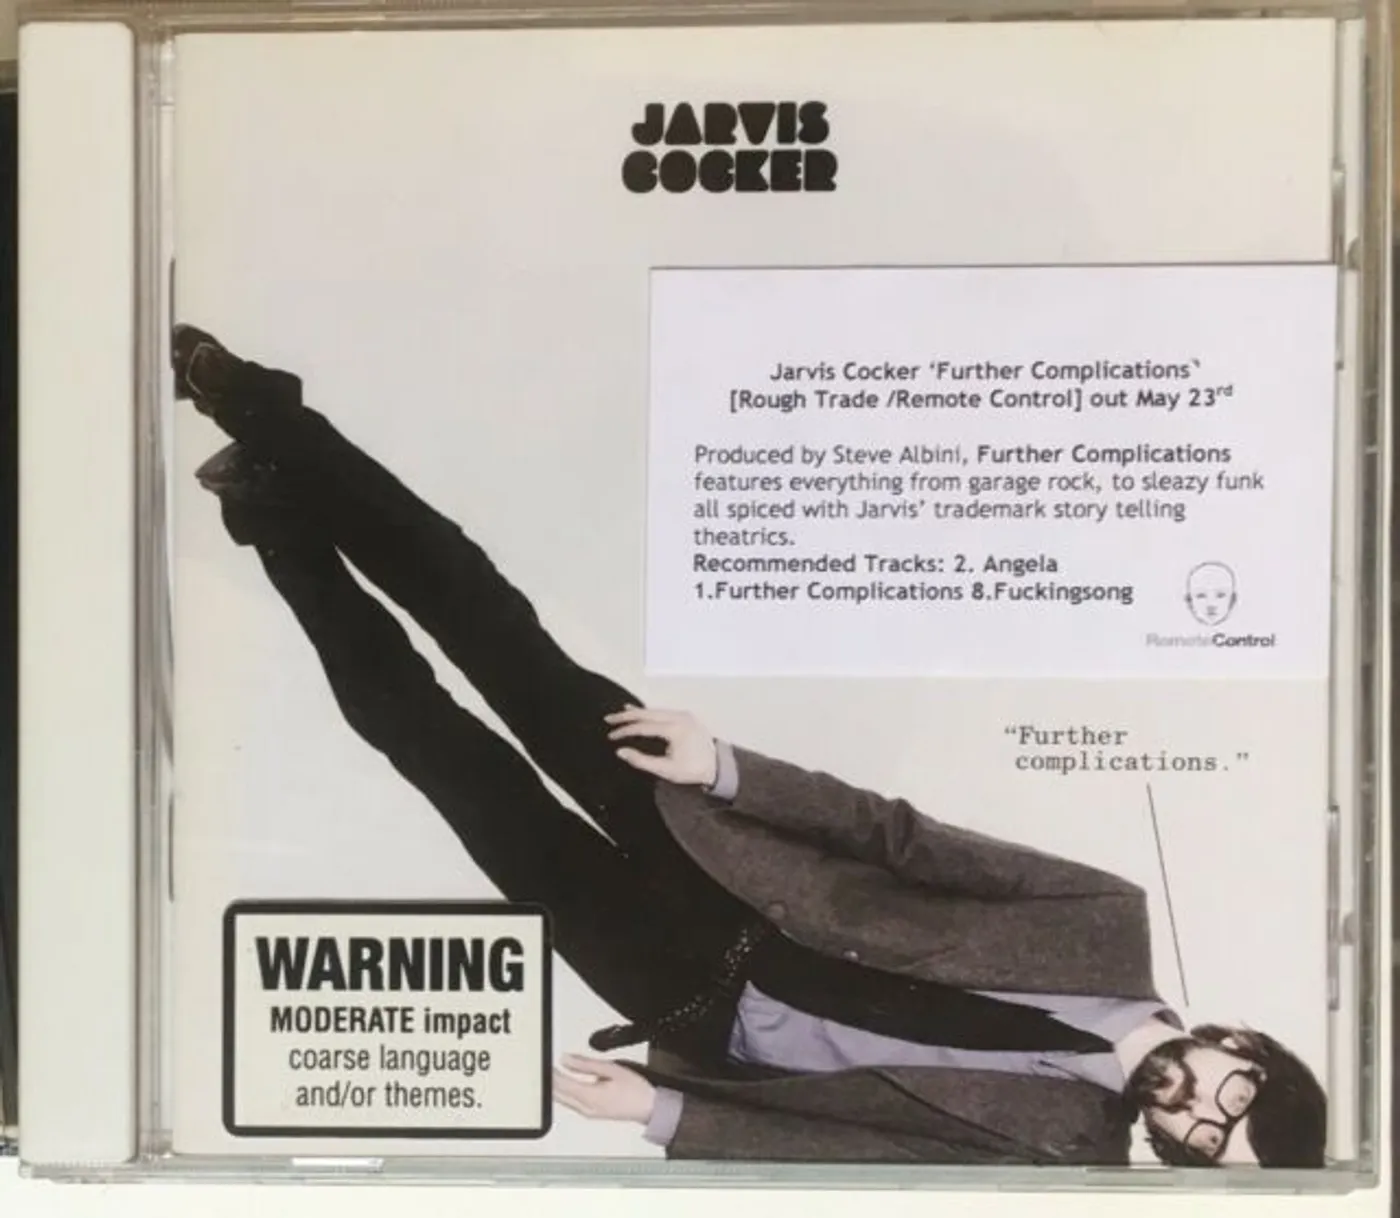 JARVIS
COCKER
Jarvis Cocker ‘Further Complications‵
[Rough Trade /Remote Control] out May 23rd
Produced by Steve Albini, Further Complications
features everything from garage rock, to sleazy funk
all spiced with Jarvis’ trademark story telling
theatrics.
Recommended Tracks: 2. Angela
1.Further Complications 8.Fuckingsong
RemoteControl
“Further
complications.”
WARNING
MODERATE impact
coarse language
and/or themes.